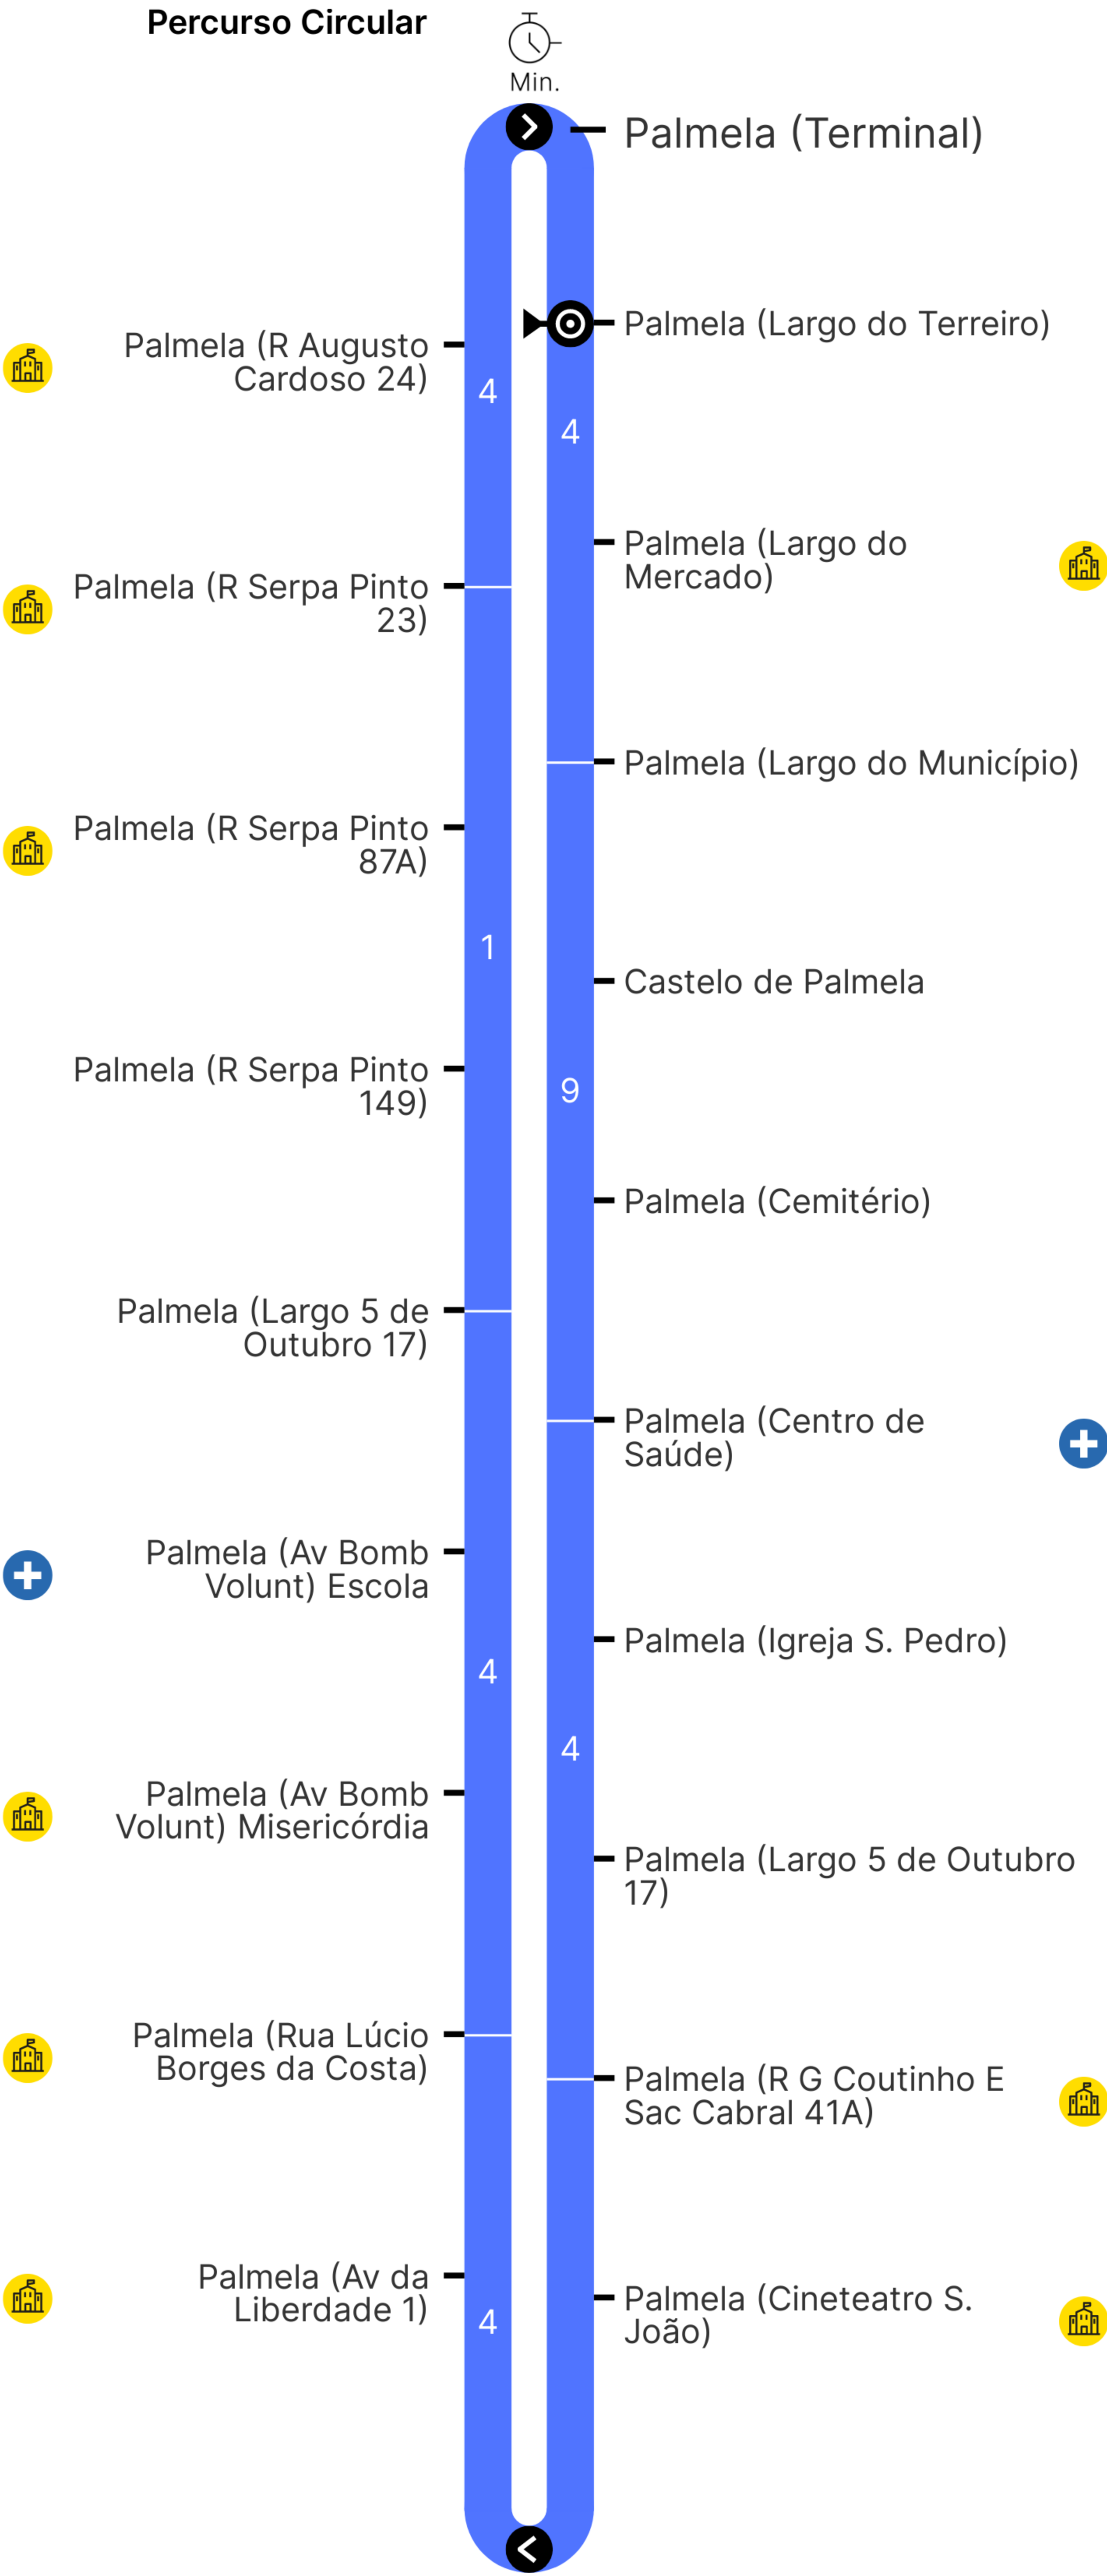 Percurso Circular
Min.
Palmela (Terminal)
Palmela (Largo do Terreiro)
Palmela (R Augusto
Cardoso 24)
4
4
Palmela (Largo do
Mercado)
Palmela (R Serpa Pinto
23)
Palmela (Largo do Município)
Palmela (R Serpa Pinto
87A)
1
Castelo de Palmela
Palmela (R Serpa Pinto
149)
9
Palmela (Cemitério)
Palmela (Largo 5 de
Outubro 17)
Palmela (Centro de
Saúde)
Palmela (Av Bomb
Volunt) Escola
Palmela (Igreja S. Pedro)
4
4
Palmela (Av Bomb
Volunt) Misericórdia
Palmela (Largo 5 de Outubro
17)
Palmela (Rua Lúcio
Borges da Costa)
Palmela (R G Coutinho E
Sac Cabral 41A)
Palmela (Av da
Liberdade 1)
Palmela (Cineteatro S.
João)
4